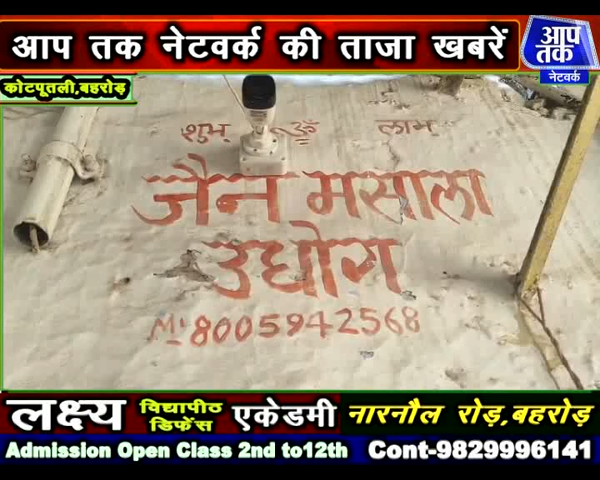 आप तक नेटवर्क की ताजा खबरें
आप
तक
नेटवर्क
कोटपूतली,बहरोड़
शुभ ॐ लाभ
जैन मसाला
उद्योग
M: 8005942568
लक्ष्य विद्यापीठ डिफेंस एकेडमी नारनौल रोड़,बहरोड़
Admission Open Class 2nd to12th Cont-9829996141